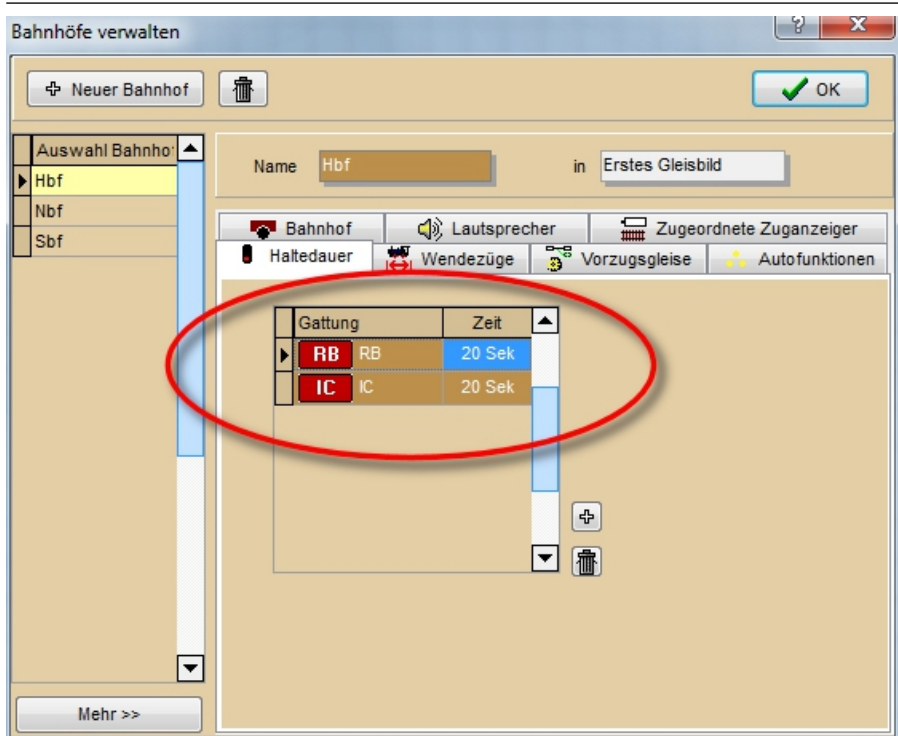 Bahnhöfe verwalten
Neuer Bahnhof
OK
Auswahl Bahnho
Hbf
Nbf
Sbf
Name Hbf in Erstes Gleisbild
Bahnhof Lautsprecher Zugeordnete Zuganzeiger
Haltedauer Wendezüge Vorzugsgleise Autofunktionen
Gattung Zeit
RB RB 20 Sek
IC IC 20 Sek
Mehr >>